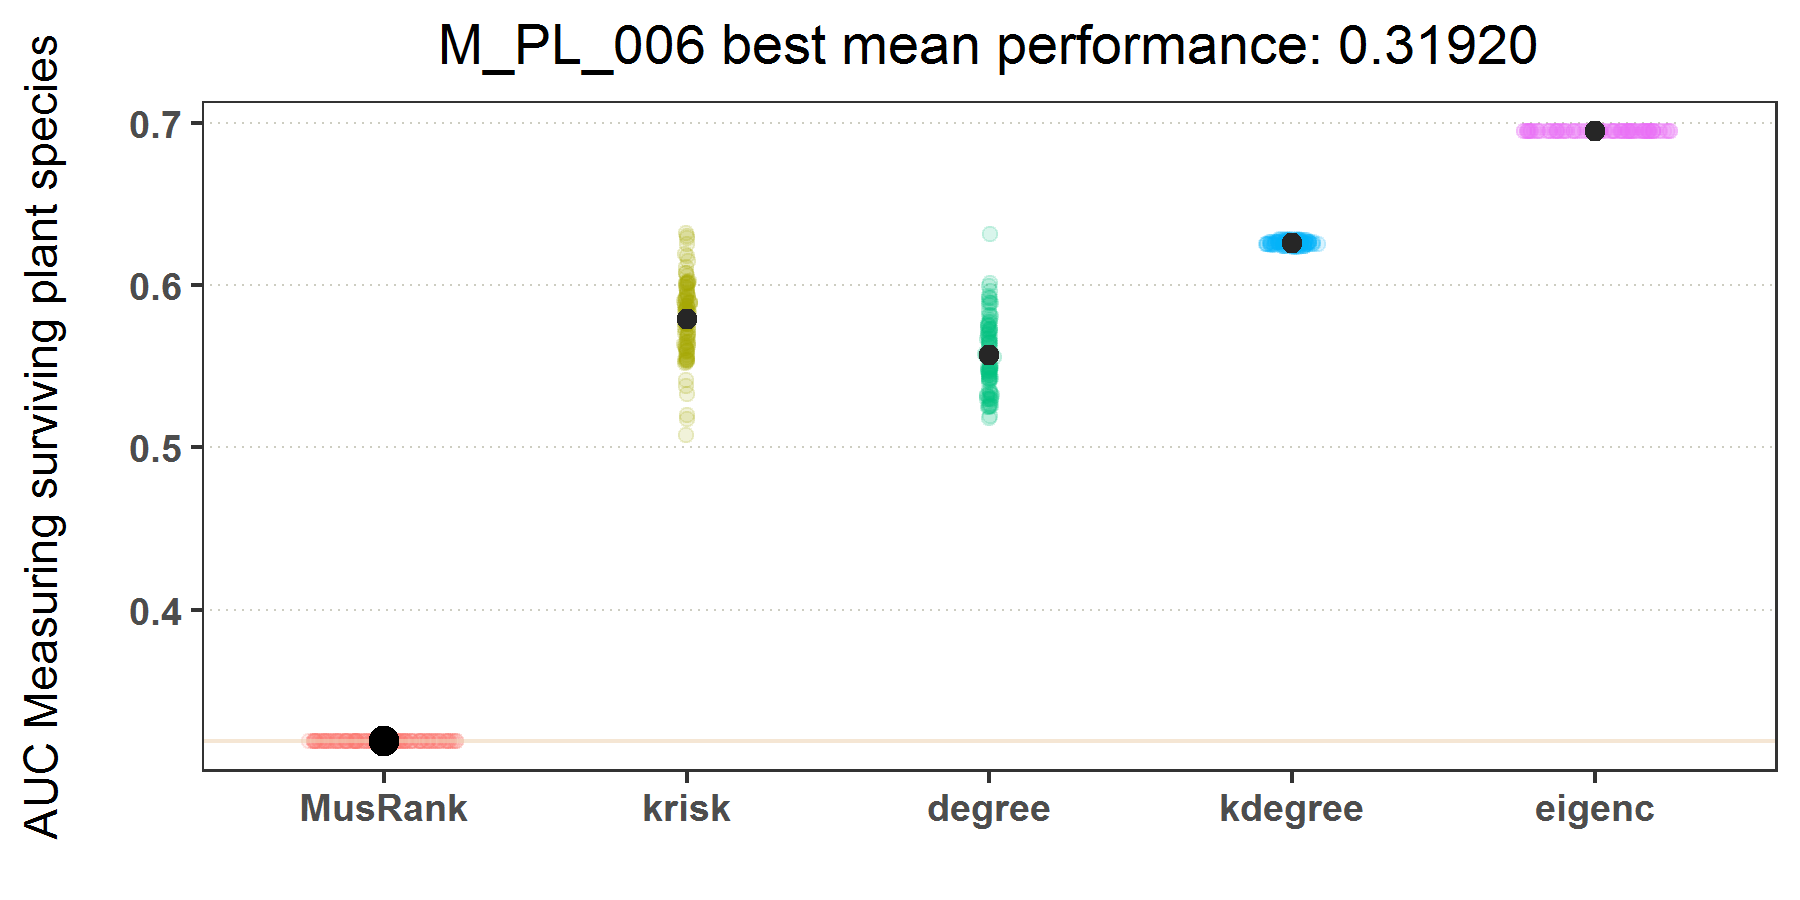 M_PL_006 best mean performance: 0.31920
AUC Measuring surviving plant species
0.7
0.6
0.5
0.4
MusRank krisk degree kdegree eigenc